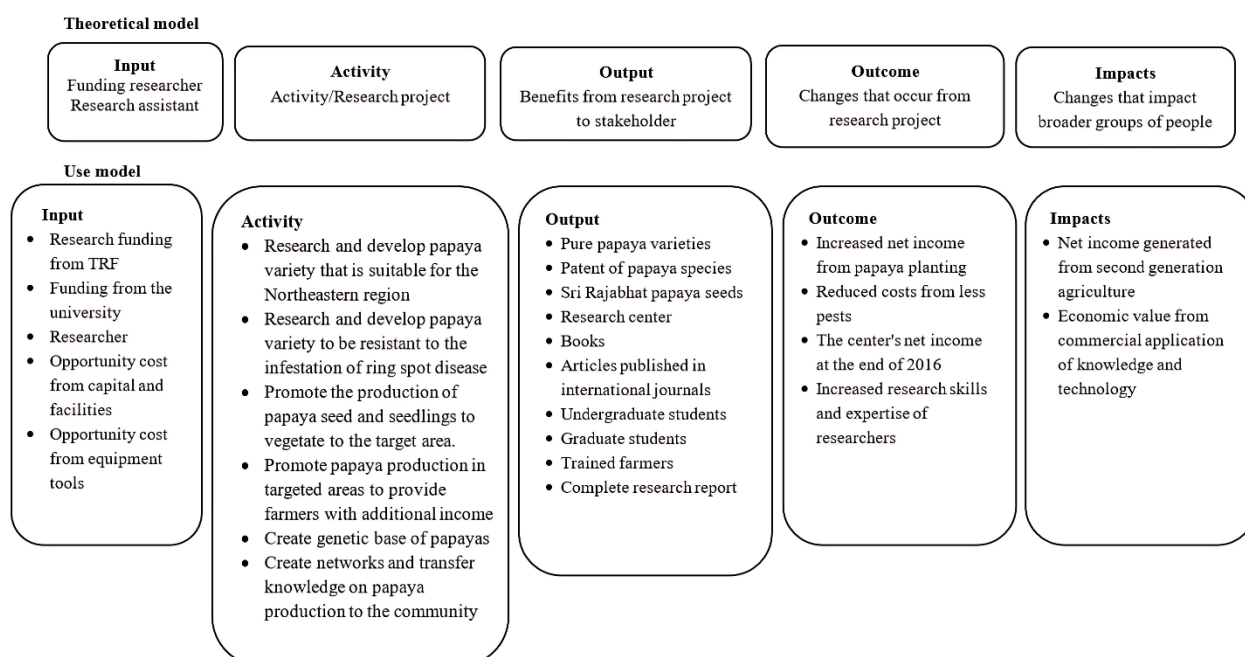 Theoretical model
Input
Funding researcher
Research assistant
Activity
Activity/Research project
Output
Benefits from research project
to stakeholder
Outcome
Changes that occur from
research project
Impacts
Changes that impact
broader groups of people
Use model
Input
• Research funding
from TRF
• Funding from the
university
• Researcher
• Opportunity cost
from capital and
facilities
• Opportunity cost
from equipment
tools
Activity
• Research and develop papaya
variety that is suitable for the
Northeastern region
• Research and develop papaya
variety to be resistant to the
infestation of ring spot disease
• Promote the production of
papaya seed and seedlings to
vegetate to the target area.
• Promote papaya production in
targeted areas to provide
farmers with additional income
• Create genetic base of papayas
• Create networks and transfer
knowledge on papaya
production to the community
Output
• Pure papaya varieties
• Patent of papaya species
• Sri Rajabhat papaya seeds
• Research center
• Books
• Articles published in
international journals
• Undergraduate students
• Graduate students
• Trained farmers
• Complete research report
Outcome
• Increased net income
from papaya planting
• Reduced costs from less
pests
• The center's net income
at the end of 2016
• Increased research skills
and expertise of
researchers
Impacts
• Net income generated
from second generation
agriculture
• Economic value from
commercial application
of knowledge and
technology